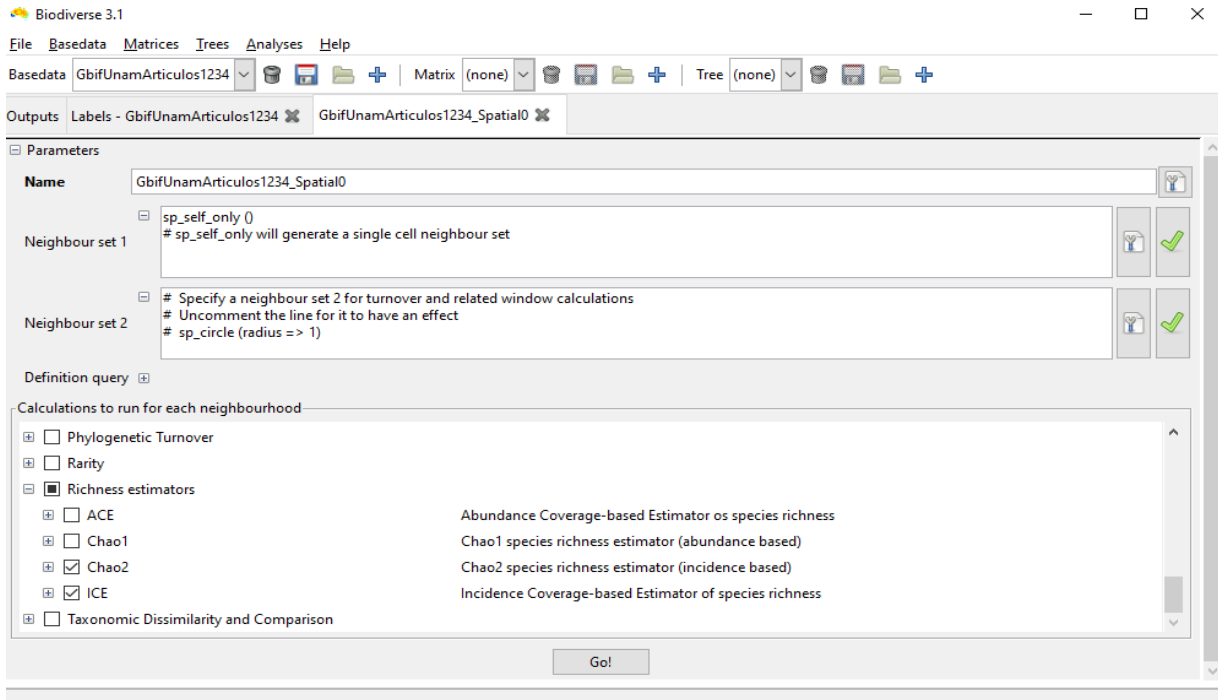 Biodiverse 3.1
File Basedata Matrices Trees Analyses Help
Basedata GbifUnamArticulos1234 Matrix (none) Tree (none)
Outputs Labels - GbifUnamArticulos1234 GbifUnamArticulos1234_Spatial0
Parameters
Name GbifUnamArticulos1234_Spatial0
Neighbour set 1
sp_self_only ()
# sp_self_only will generate a single cell neighbour set
Neighbour set 2
# Specify a neighbour set 2 for turnover and related window calculations
# Uncomment the line for it to have an effect
# sp_circle (radius => 1)
Definition query
Calculations to run for each neighbourhood
Phylogenetic Turnover
Rarity
Richness estimators
ACE Abundance Coverage-based Estimator os species richness
Chao1 Chao1 species richness estimator (abundance based)
Chao2 Chao2 species richness estimator (incidence based)
ICE Incidence Coverage-based Estimator of species richness
Taxonomic Dissimilarity and Comparison
Go!